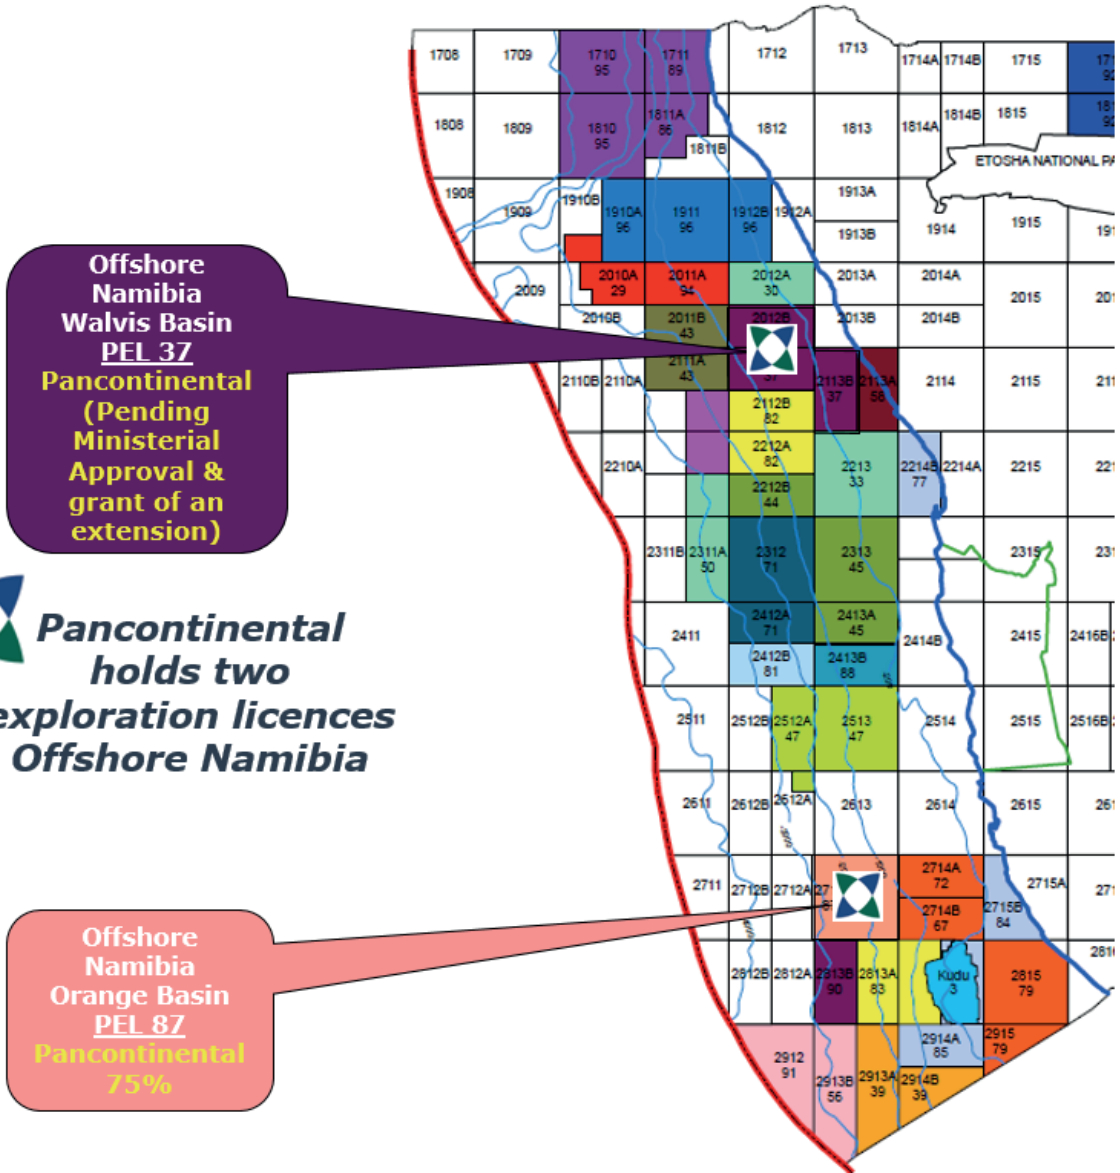 Offshore
Namibia
Walvis Basin
PEL 37
Pancontinental
(Pending
Ministerial
Approval &
grant of an
extension)
Pancontinental
holds two
exploration licences
Offshore Namibia
Offshore
Namibia
Orange Basin
PEL 87
Pancontinental
75%
1708 1709 1710 1711 1712 1713 1714A 1714B 1715
95 89
1808 1809 1810 1811A 1812 1813 1814A 1814B 1815
95 86
1811B
ETOSHA NATIONAL
1908 1909 1910B 1910A 1911 1912B 1912A 1913A 1914 1915
96 96 96
1913B
2009 2010A 2011A 2012A 2013A 2014A 2015
29 94 30
2010B 2011B 2012B 2013B 2014B
43
2110B 2110A 2111A 37 2113B 2113A 2114 2115
43 37 58
2112B
82
2210A 2212A 2213 2214B 2214A 2215
82 33 77
2212B
44
2311B 2311A 2312 2313 2315
50 71 45
2411 2412A 2413A 2414B 2415 2416B
71 45
2412B 2413B
81 88
2511 2512B 2512A 2513 2514 2515 2516B
47 47
2611 2612B 2612A 2613 2614 2615
2711 2712B 2712A 2714A 2715A
72
2714B 2715B
67 84
2812B 2812A 2813B 2813A Kudu 2815
90 83 3 79
2912 2913B 2913A 2914A 2915
91 56 39 85 79
2914B
39